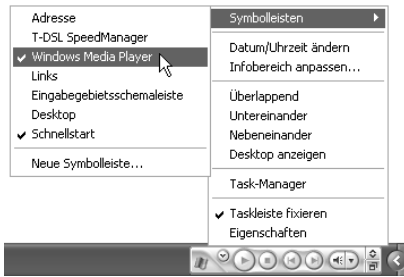 Adresse
T-DSL SpeedManager
Windows Media Player
Links
Eingabegebietsschemaleiste
Desktop
Schnellstart
Neue Symbolleiste...
Symbolleisten
Datum/Uhrzeit ändern
Infobereich anpassen...
Überlappend
Untereinander
Nebeneinander
Desktop anzeigen
Task-Manager
Taskleiste fixieren
Eigenschaften